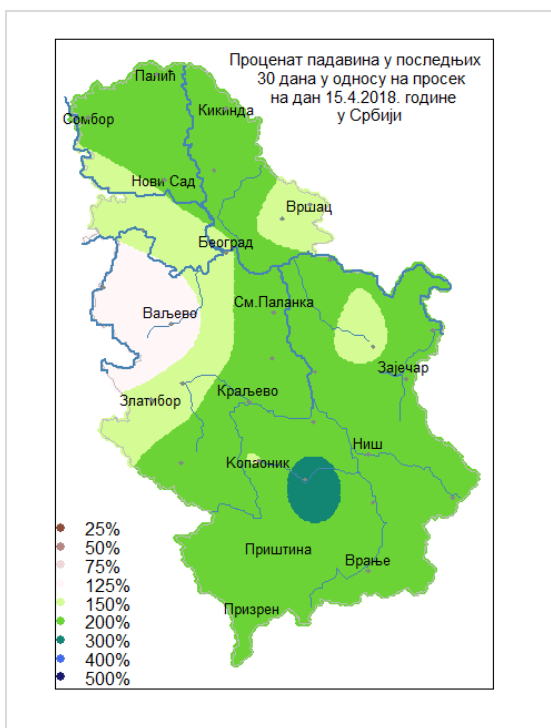 Проценат падавина у последњих
30 дана у односу на просек
на дан 15.4.2018. године
у Србији
Палић
Кикинда
Сомбор
Нови Сад
Вршац
Београд
См.Паланка
Ваљево
Зајечар
Златибор
Краљево
Ниш
Копаоник
Приштина
Врање
Призрен
25%
50%
75%
125%
150%
200%
300%
400%
500%